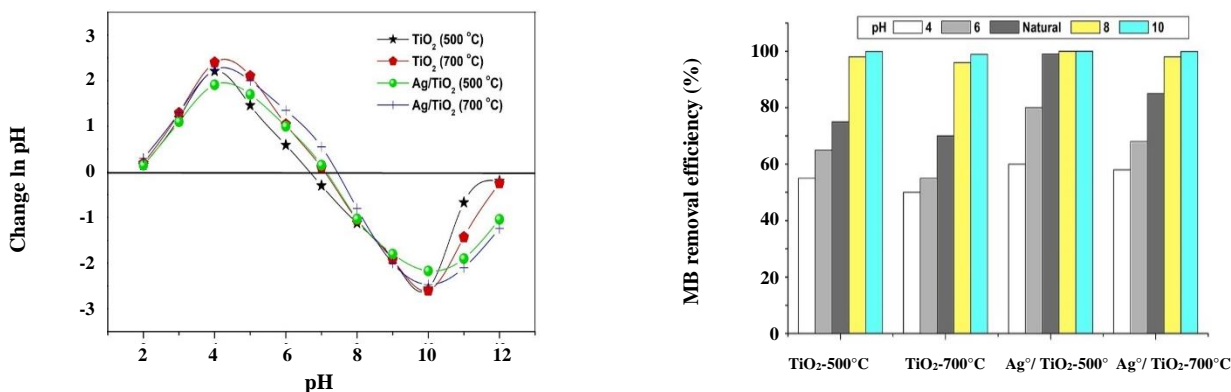 Change In pH
3
2
1
0
-1
-2
-3
2 4 6 8 10 12
pH
TiO2 (500 °C)
TiO2 (700 °C)
Ag/TiO2 (500 °C)
Ag/TiO2 (700 °C)
pH 4 6 Natural 8 10
MB removal efficiency (%)
100
80
60
40
20
0
TiO2-500°C TiO2-700°C Ag°/ TiO2-500° Ag°/ TiO2-700°C